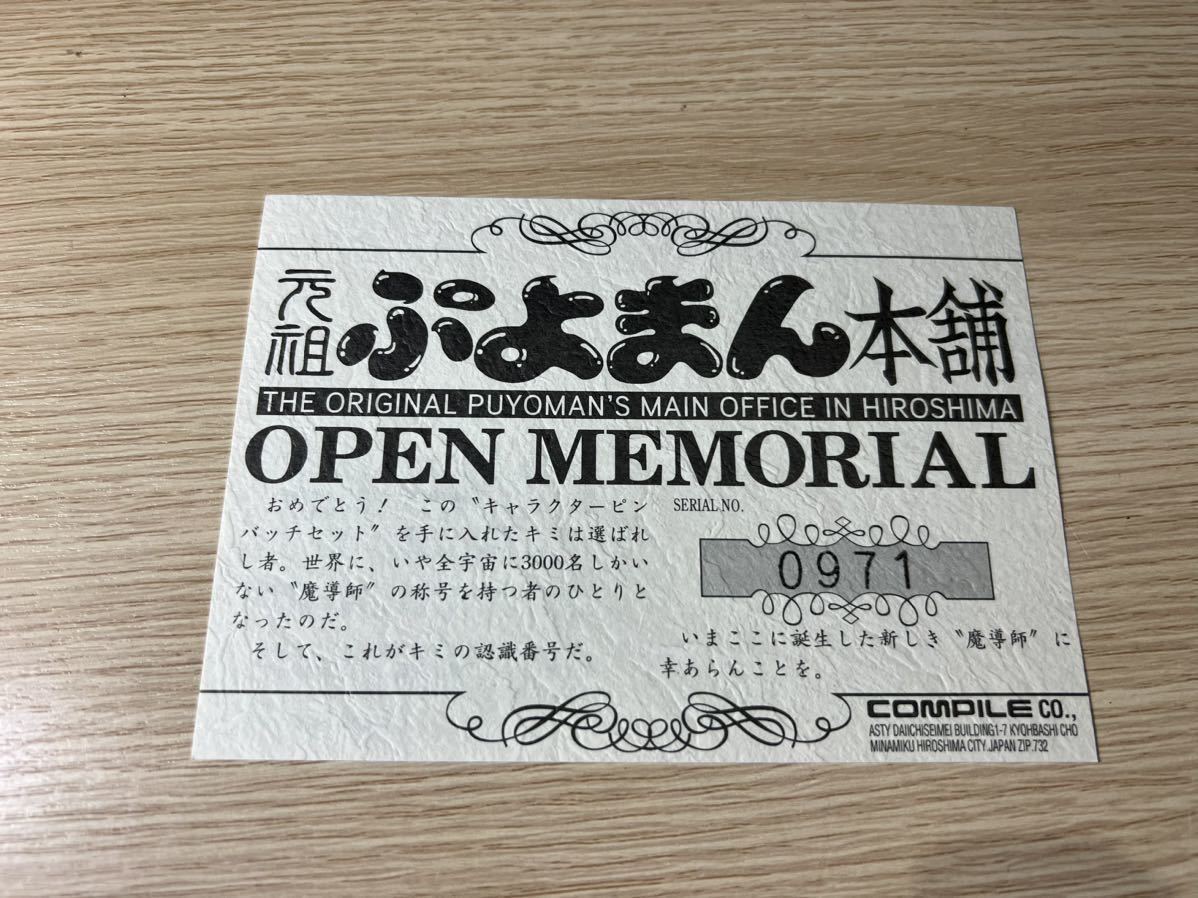 元祖 ぷよまん本舗
THE ORIGINAL PUYOMAN'S MAIN OFFICE IN HIROSHIMA
OPEN MEMORIAL
おめでとう! この〝キャラクターピン
バッチセット〟を手に入れたキミは選ばれ
し者。世界に、いや全宇宙に3000名しかい
ない〝魔導師〟の称号を持つ者のひとりと
なったのだ。
そして、これがキミの認識番号だ。
SERIAL NO.
0971
いまここに誕生した新しき〝魔導師〟に
幸あらんことを。
COMPILE CO.,
ASTY DAIICHISEIMEI BUILDING1-7 KYOHBASHI CHO
MINAMIKU HIROSHIMA CITY.JAPAN ZIP.732